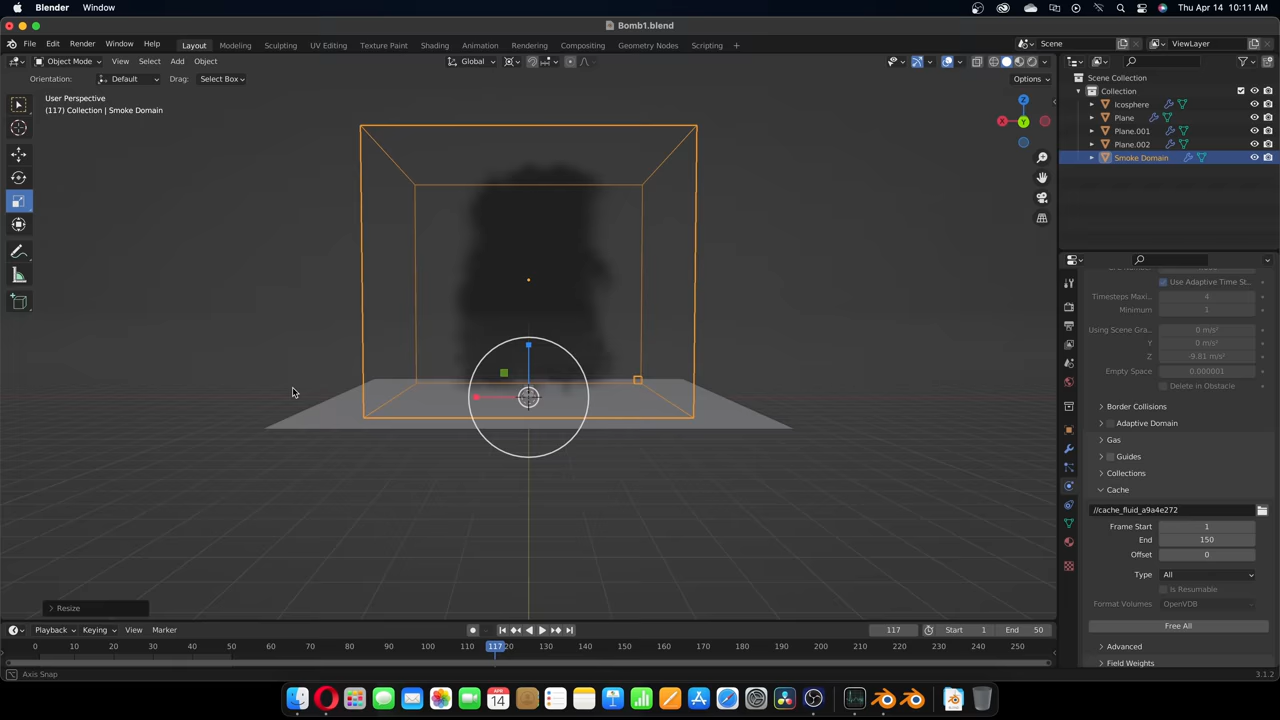 Blender Window Thu Apr 14 10:11 AM
Bomb1.blend
File Edit Render Window Help Layout Modeling Sculpting UV Editing Texture Paint Shading Animation Rendering Compositing Geometry Nodes Scripting + Scene ViewLayer
Object Mode View Select Add Object Global
Orientation: Default Drag: Select Box Options
User Perspective
(117) Collection | Smoke Domain
Scene Collection
Collection
Icosphere
Plane
Plane.001
Plane.002
Smoke Domain
Z
X
Y
Use Adaptive Time St...
Timesteps Maxi... 4
Minimum 1
Using Scene Gra... 0 m/s²
Y 0 m/s²
Z -9.81 m/s²
Empty Space 0.000001
Delete in Obstacle
Border Collisions
Adaptive Domain
Gas
Guides
Collections
Cache
//cache_fluid_a9a4e272
Frame Start 1
End 150
Offset 0
Type All
Is Resumable
Format Volumes OpenVDB
Free All
Advanced
Field Weights
Resize
Playback Keying View Marker 117 Start 1 End 50
0 10 20 30 40 50 60 70 80 90 100 110 117 120 130 140 150 160 170 180 190 200 210 220 230 240 250
Axis Snap 3.1.2
APR
14